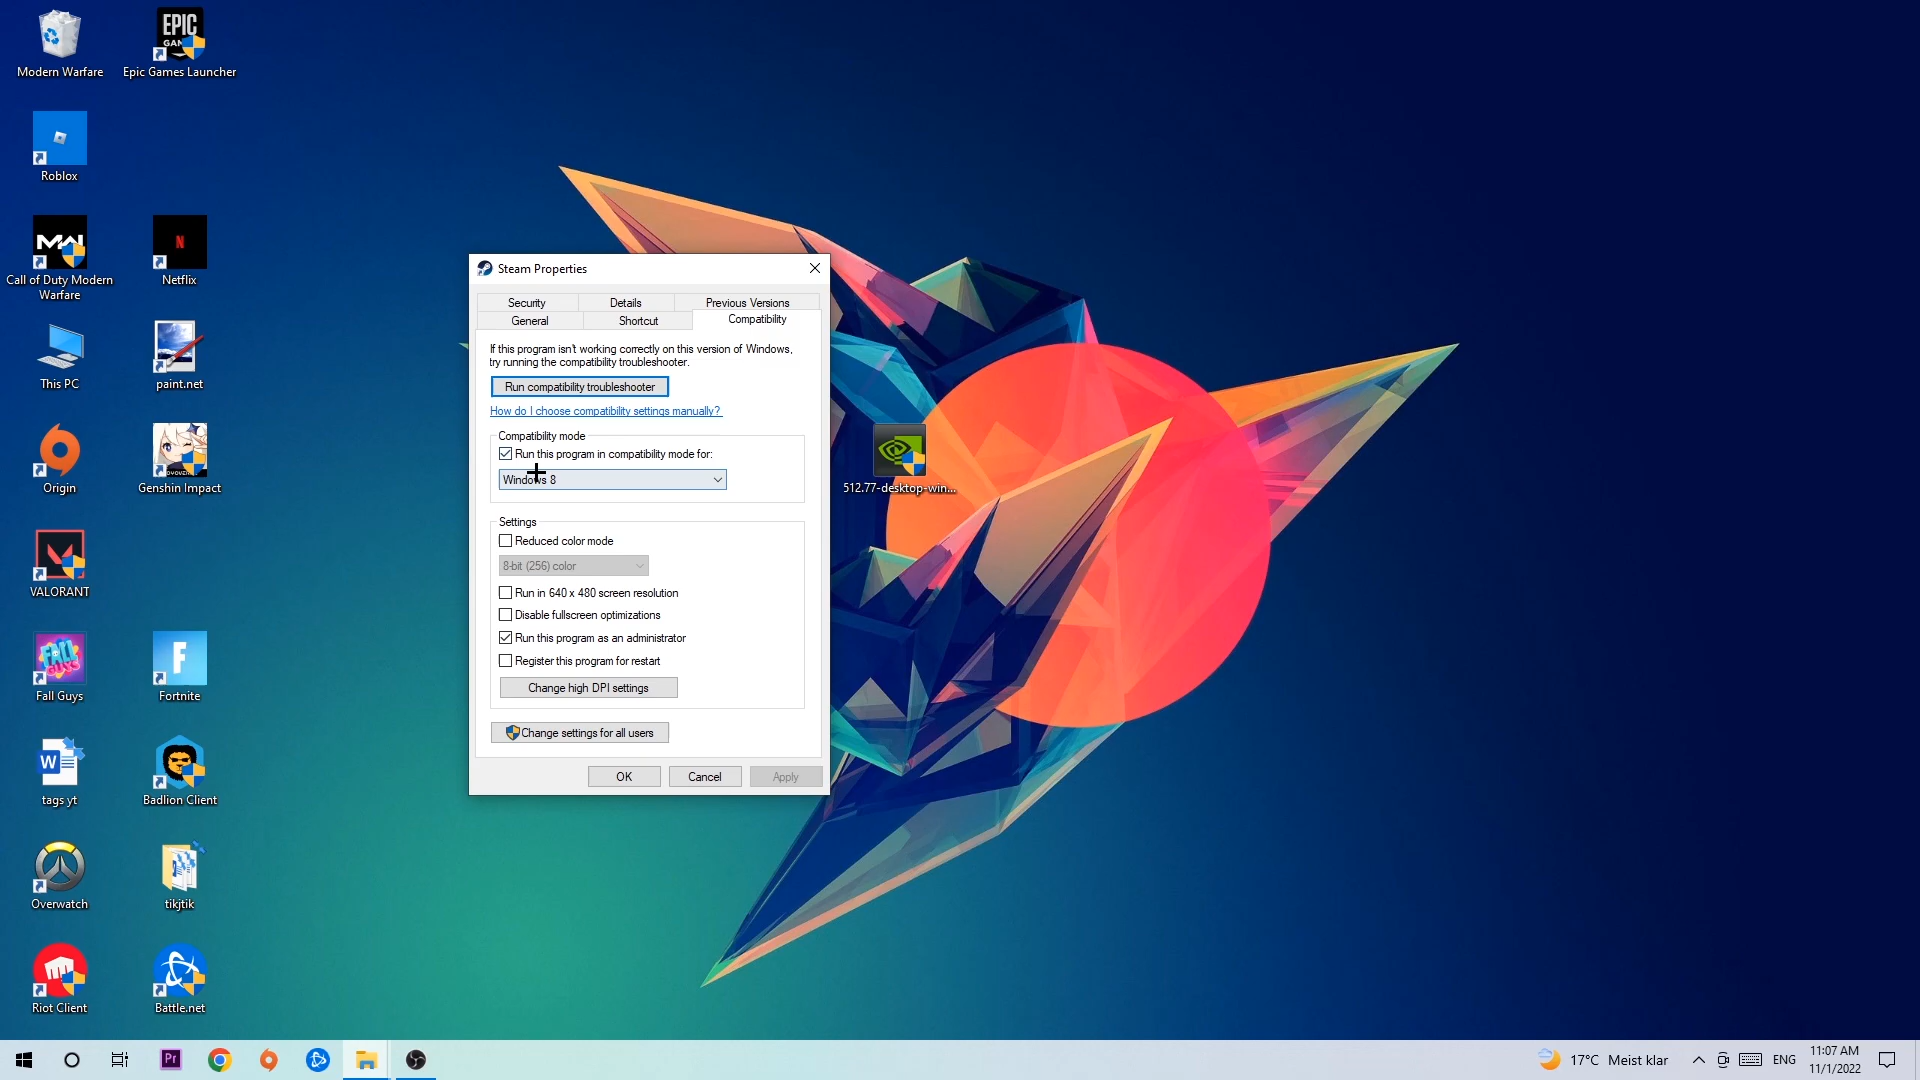 Modern Warfare
EPIC
GAMES
Epic Games Launcher
Roblox
MW
Call of Duty Modern
Warfare
N
Netflix
This PC
paint.net
Origin
Genshin Impact
VALORANT
FALL
GUYS
Fall Guys
F
Fortnite
W
tags yt
Badlion Client
Overwatch
tikjtik
Riot Client
Battle.net
Steam Properties
Security
Details
Previous Versions
General
Shortcut
Compatibility
If this program isn't working correctly on this version of Windows,
try running the compatibility troubleshooter.
Run compatibility troubleshooter
How do I choose compatibility settings manually?
Compatibility mode
Run this program in compatibility mode for:
Windows 8
Settings
Reduced color mode
8-bit (256) color
Run in 640 x 480 screen resolution
Disable fullscreen optimizations
Run this program as an administrator
Register this program for restart
Change high DPI settings
Change settings for all users
OK
Cancel
Apply
512.77-desktop-win...
Pr
17°C Meist klar
ENG
11:07 AM
11/1/2022